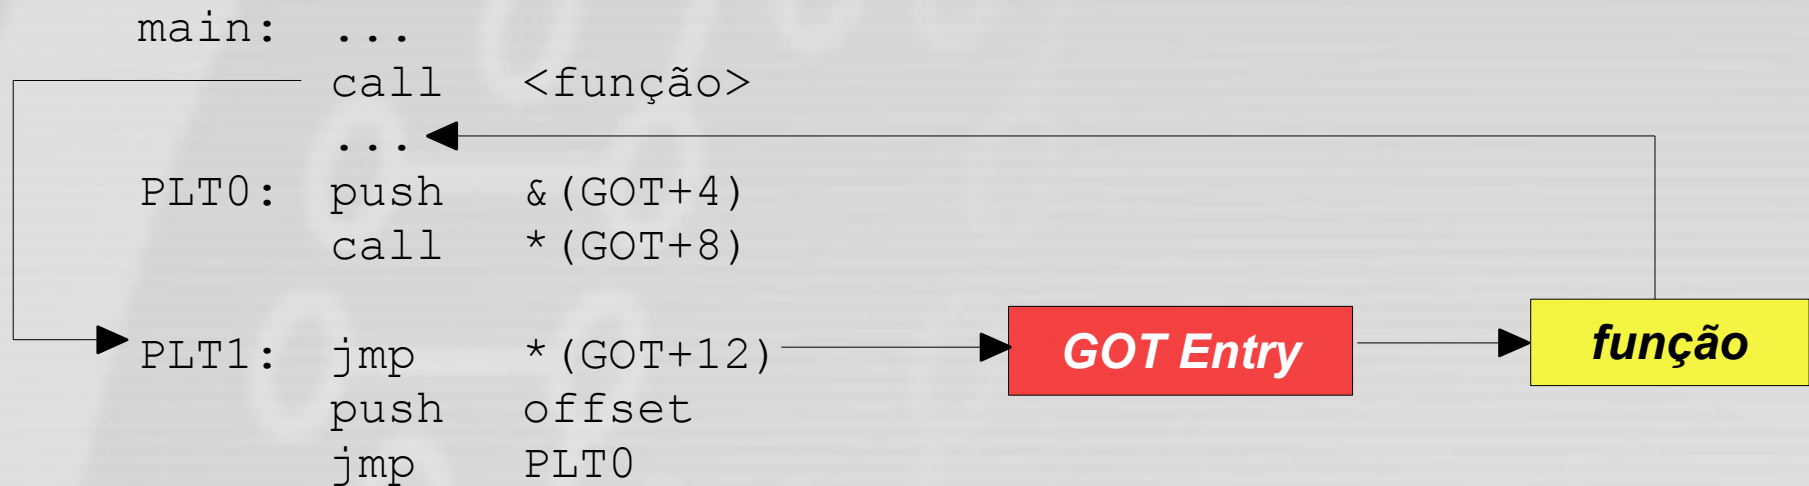 main: ...
call <função>
...
PLT0: push &(GOT+4)
call *(GOT+8)
PLT1: jmp *(GOT+12) GOT Entry função
push offset
jmp PLT0